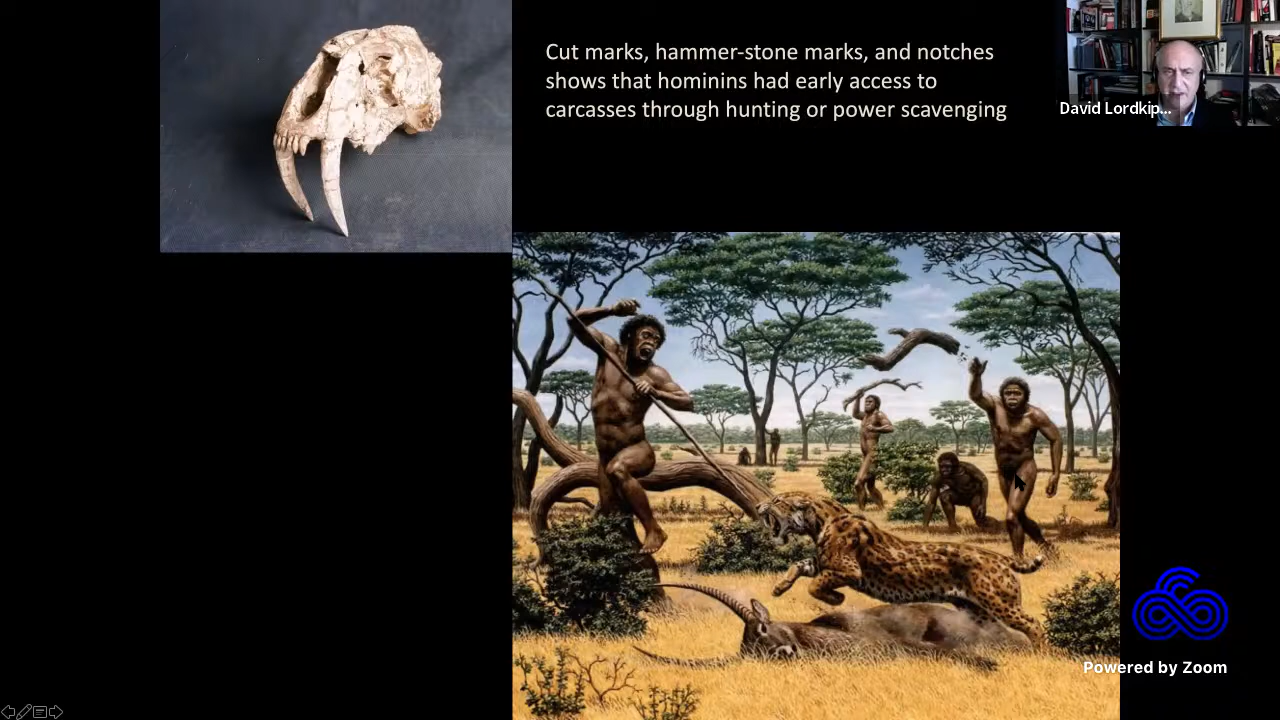 Cut marks, hammer-stone marks, and notches
shows that hominins had early access to
carcasses through hunting or power scavenging
David Lordkip...
Powered by Zoom